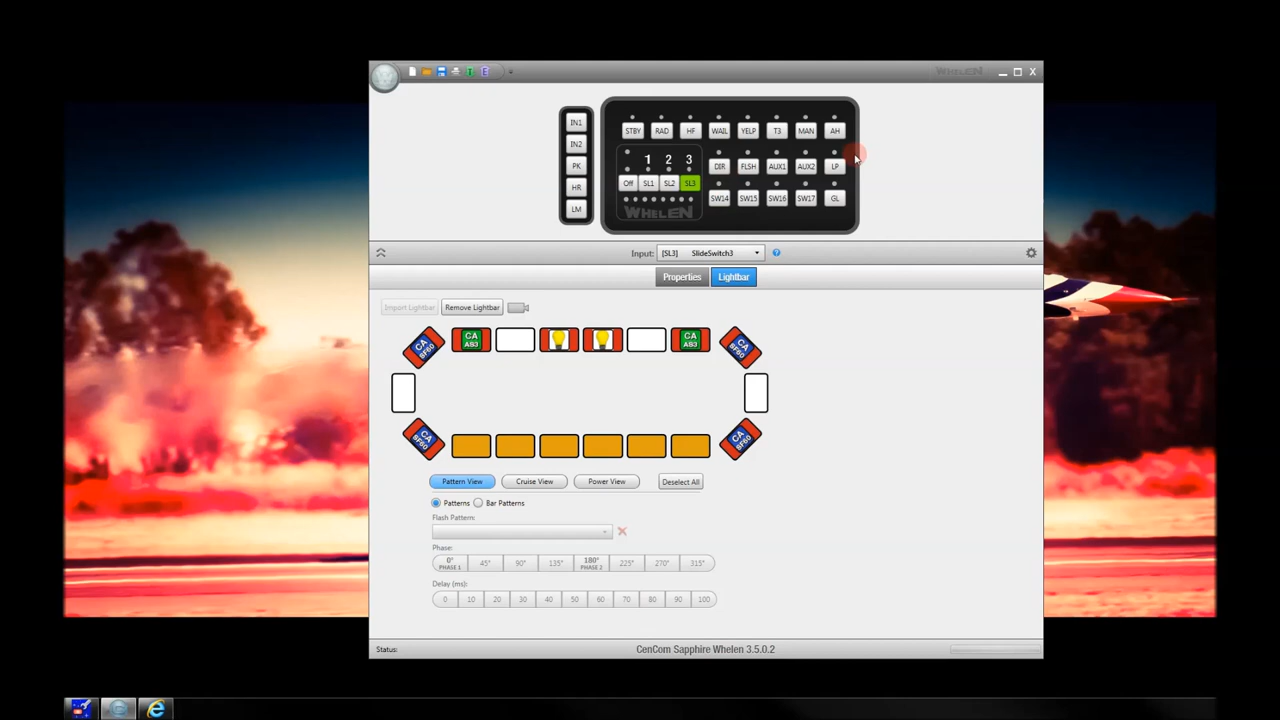 WHELEN
IN1
IN2
PK
HR
LM
STBY RAD HF WAIL YELP T3 MAN AH
1 2 3
DIR FLSH AUX1 AUX2 LP
Off SL1 SL2 SL3
SW14 SW15 SW16 SW17 GL
WHELEN
Input: [SL3] SlideSwitch3
Properties Lightbar
Import Lightbar Remove Lightbar
CA SF60 CA AS3 CA AS3 CA SF60
CA SF60 CA SF60
Pattern View Cruise View Power View Deselect All
Patterns Bar Patterns
Flash Pattern:
Phase:
0° PHASE 1 45° 90° 135° 180° PHASE 2 225° 270° 315°
Delay (ms):
0 10 20 30 40 50 60 70 80 90 100
Status: CenCom Sapphire Whelen 3.5.0.2